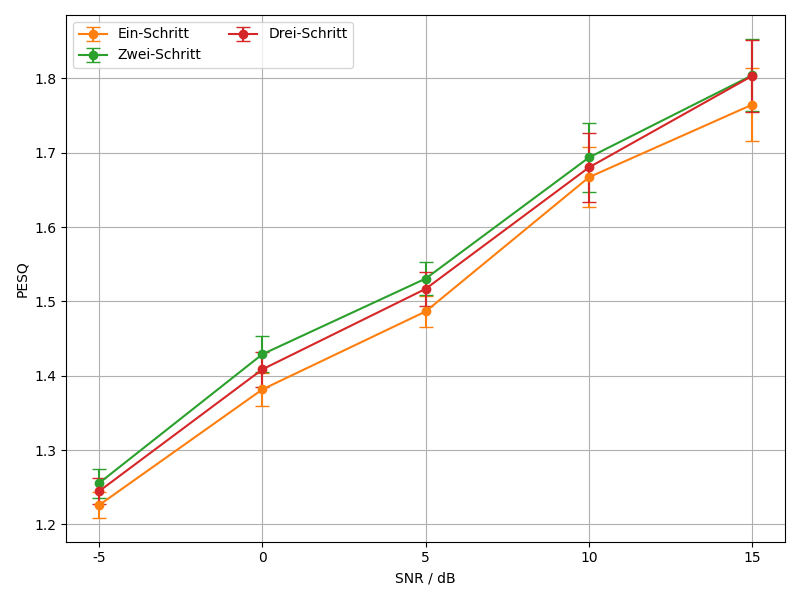 Ein-Schritt
Zwei-Schritt
Drei-Schritt
PESQ
1.8
1.7
1.6
1.5
1.4
1.3
1.2
-5 0 5 10 15
SNR / dB